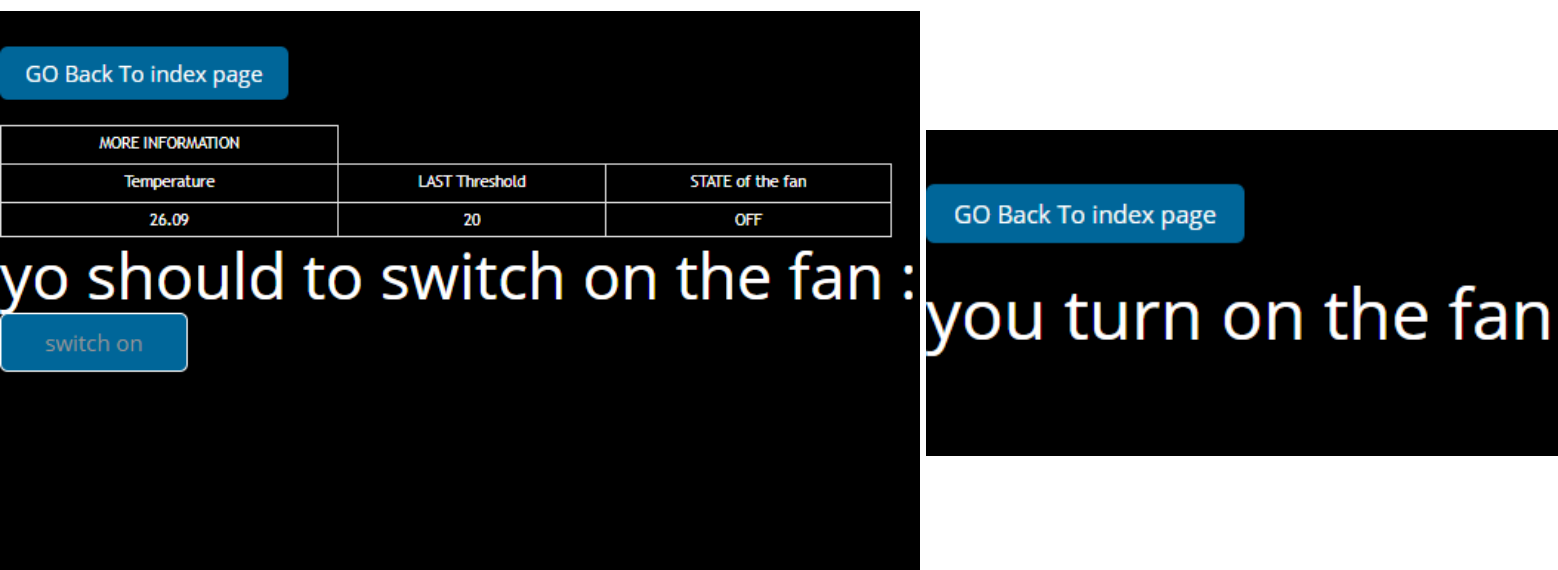 GO Back To index page
MORE INFORMATION
Temperature LAST Threshold STATE of the fan
26.09 20 OFF
yo should to switch on the fan :
switch on
GO Back To index page
you turn on the fan